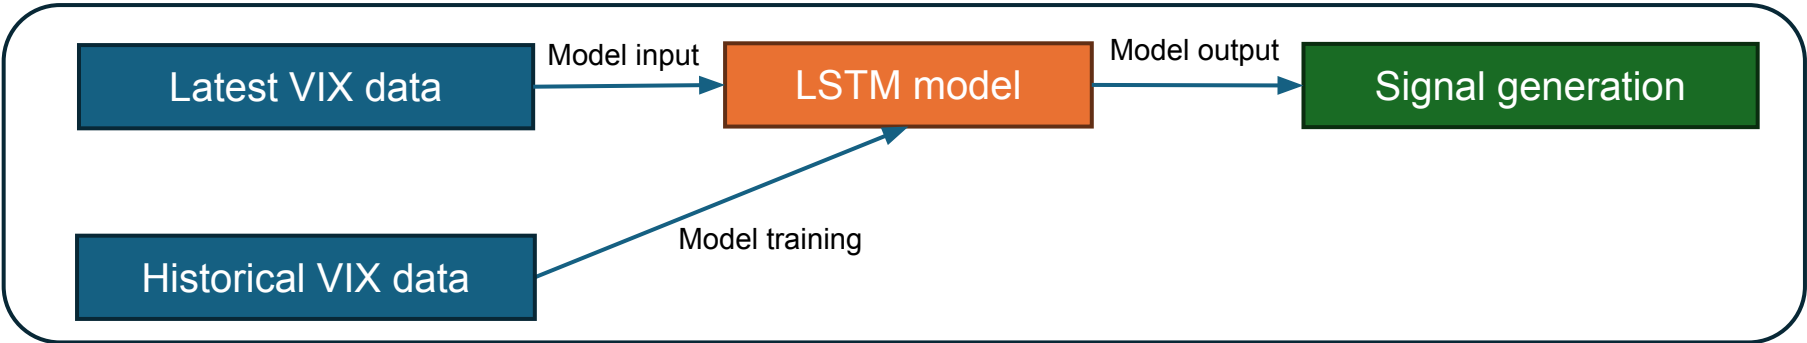 Latest VIX data
Model input
LSTM model
Model output
Signal generation
Model training
Historical VIX data